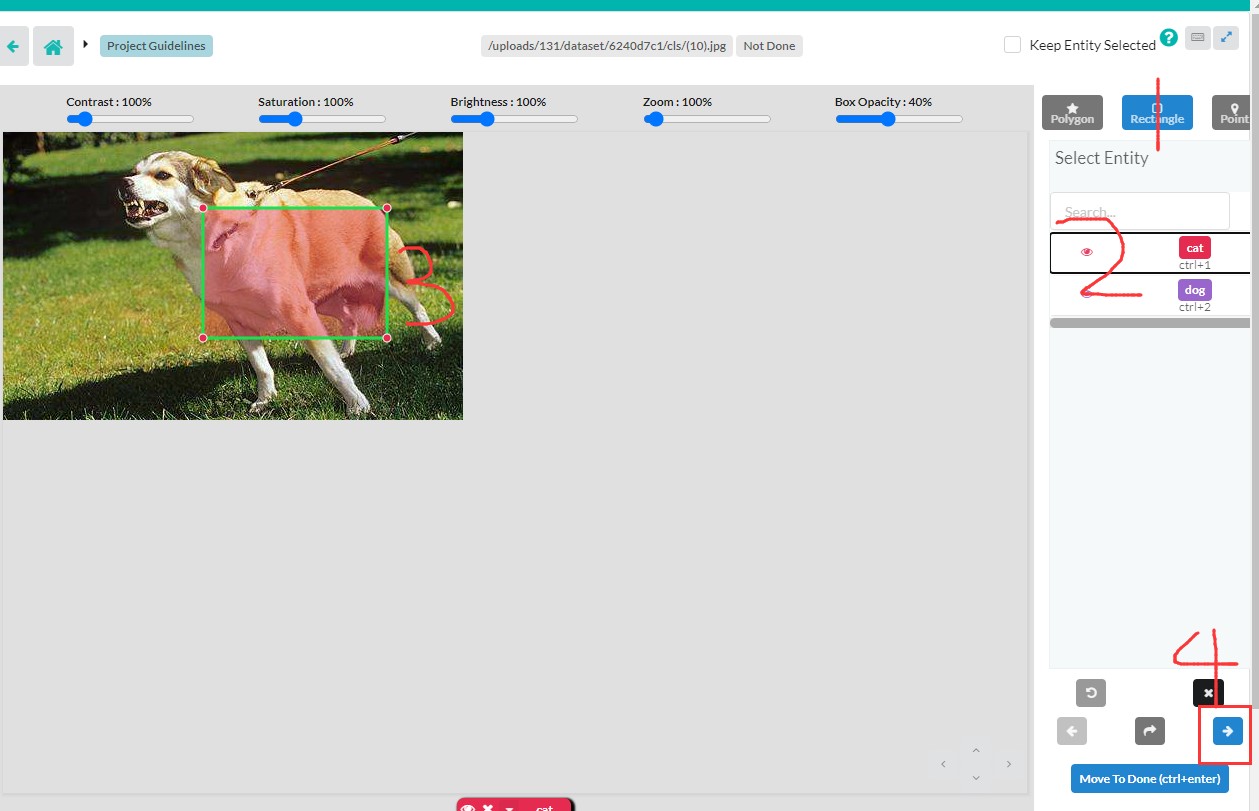 Project Guidelines
/uploads/131/dataset/6240d7c1/cls/(10).jpg Not Done
Keep Entity Selected ?
Contrast : 100% Saturation : 100% Brightness : 100% Zoom : 100% Box Opacity : 40%
Polygon Rectangle Point
1
Select Entity
Search...
2
cat
ctrl+1
dog
ctrl+2
3
4
Move To Done (ctrl+enter)
cat